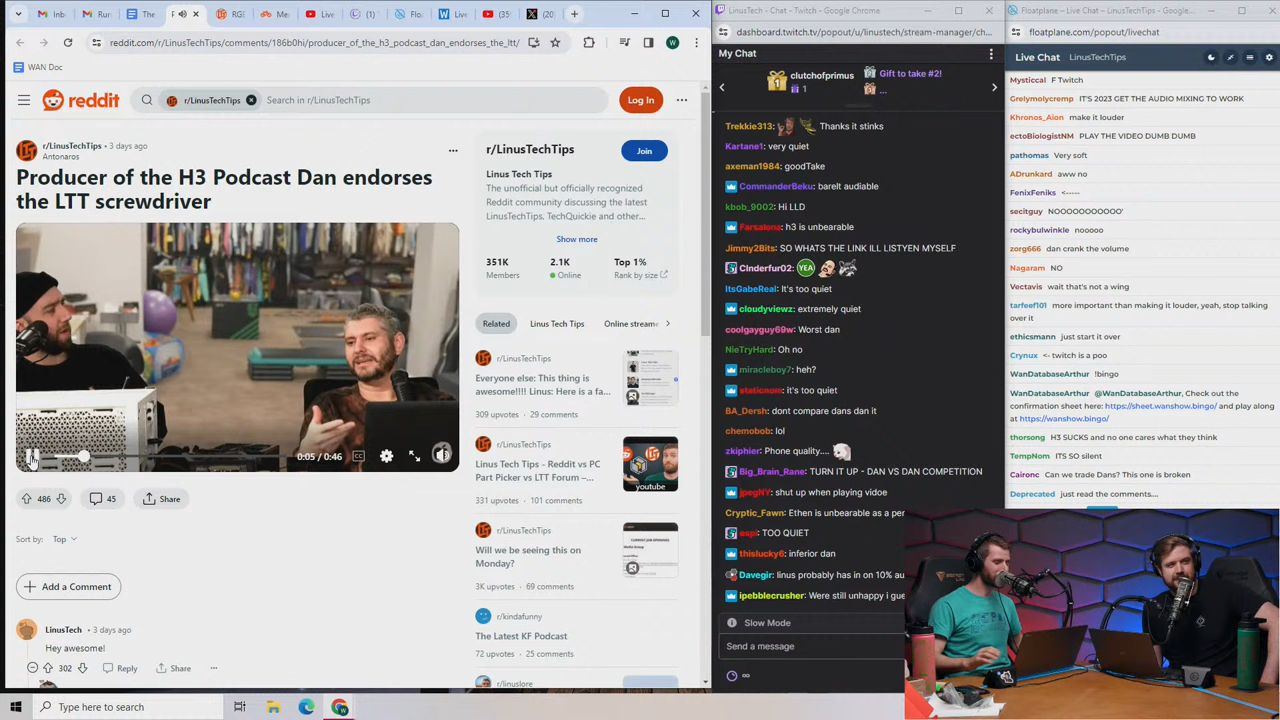 reddit.com/r/LinusTechTips/comments/186b0hi/producer_of_the_h3_podcast_dan_endorses_the_ltt/
WAN Doc
reddit
r/LinusTechTips
Search in r/LinusTechTips
Log In
r/LinusTechTips • 3 days ago
Antonaros
Producer of the H3 Podcast Dan endorses
the LTT screwdriver
0:05 / 0:46
486
45
Share
Sort by: Top
Add a Comment
LinusTech • 3 days ago
Hey awesome!
302
Reply
Share
r/LinusTechTips
Join
Linus Tech Tips
The unofficial but officially recognized
Reddit community discussing the latest
LinusTechTips, TechQuickie and other...
Show more
351K
2.1K
Top 1%
Members
Online
Rank by size
Related
Linus Tech Tips
Online streame
r/LinusTechTips
Everyone else: This thing is
awesome!!!! Linus: Here is a fa...
309 upvotes · 29 comments
r/LinusTechTips
Linus Tech Tips - Reddit vs PC
Part Picker vs LTT Forum –...
youtube
331 upvotes · 101 comments
r/LinusTechTips
Will we be seeing this on
Monday?
3K upvotes · 69 comments
r/kindafunny
The Latest KF Podcast
72 upvotes · 25 comments
r/linuslore
Type here to search
LinusTech - Chat - Twitch - Google Chrome
dashboard.twitch.tv/popout/u/linustech/stream-manager/ch...
My Chat
clutchofprimus
1
Gift to take #2!
...
Trekkie313: Thanks it stinks
Kartane1: very quiet
axeman1984: goodTake
CommanderBeku: barelt audiable
kbob_9002: Hi LLD
Farsalona: h3 is unbearable
Jimmy2Bits: SO WHATS THE LINK ILL LISTYEN MYSELF
CInderfur02: YEA
ItsGabeReal: It's too quiet
cloudyviewz: extremely quiet
coolgayguy69w: Worst dan
NieTryHard: Oh no
miracleboy7: heh?
staticnom: it's too quiet
BA_Dersh: dont compare dans dan it
chemobob: lol
zkiphier: Phone quality....
Big_Brain_Rane: TURN IT UP - DAN VS DAN COMPETITION
jpegNY: shut up when playing vidoe
Cryptic_Fawn: Ethen is unbearable as a pe
espi: TOO QUIET
thislucky6: inferior dan
Davegir: linus probably has in on 10% au
ipebblecrusher: Were still unhappy i gue
Slow Mode
Send a message
∞
Floatplane – Live Chat – LinusTechTips - Google...
floatplane.com/popout/livechat
Live Chat LinusTechTips
Mysticcal F Twitch
Grelymolycremp IT'S 2023 GET THE AUDIO MIXING TO WORK
Khronos_Aion make it louder
ectoBiologistNM PLAY THE VIDEO DUMB DUMB
pathomas Very soft
ADrunkard aww no
FenixFeniks <-----
secitguy NOOOOOOOOOOO'
rockybulwinkle nooooo
zorg666 dan crank the volume
Nagaram NO
Vectavis wait that's not a wing
tarfeef101 more important than making it louder, yeah, stop talking
over it
ethicsmann just start it over
Crynux <- twitch is a poo
WanDatabaseArthur !bingo
WanDatabaseArthur @WanDatabaseArthur, Check out the
confirmation sheet here: https://sheet.wanshow.bingo/ and play along
at https://wanshow.bingo/
thorsong H3 SUCKS and no one cares what they think
TempNom ITS SO silent
Caironc Can we trade Dans? This one is broken
Deprecated just read the comments....